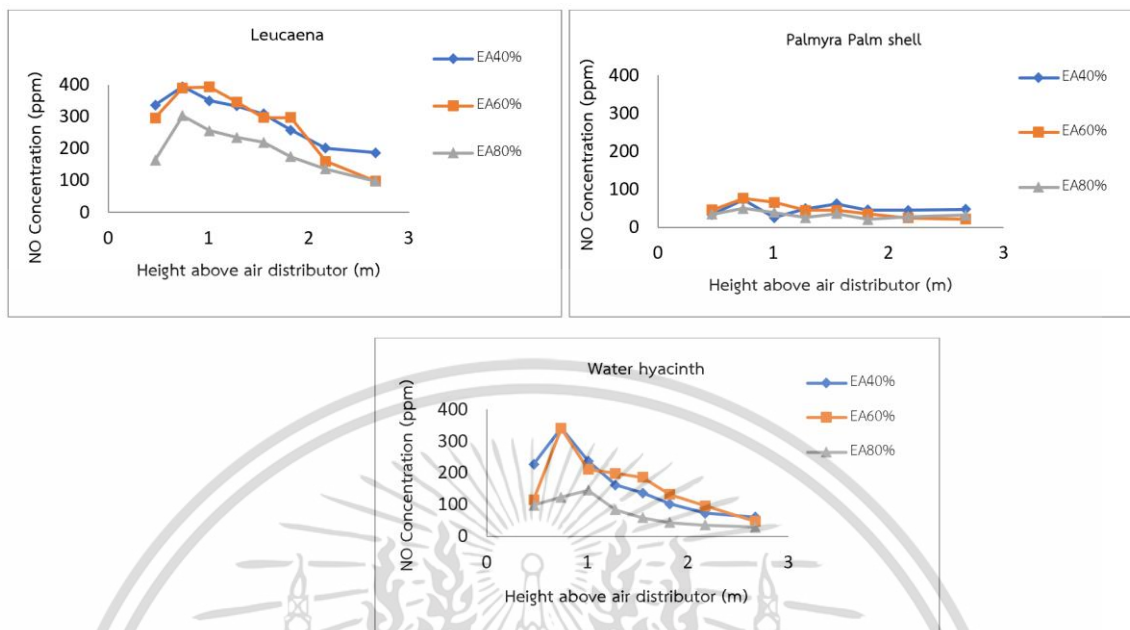 Leucaena
NO Concentration (ppm)
400
300
200
100
0
0 1 2 3
Height above air distributor (m)
EA40%
EA60%
EA80%
Palmyra Palm shell
NO Concentration (ppm)
400
300
200
100
0
0 1 2 3
Height above air distributor (m)
EA40%
EA60%
EA80%
Water hyacinth
NO Concentration (ppm)
400
300
200
100
0
0 1 2 3
Height above air distributor (m)
EA40%
EA60%
EA80%